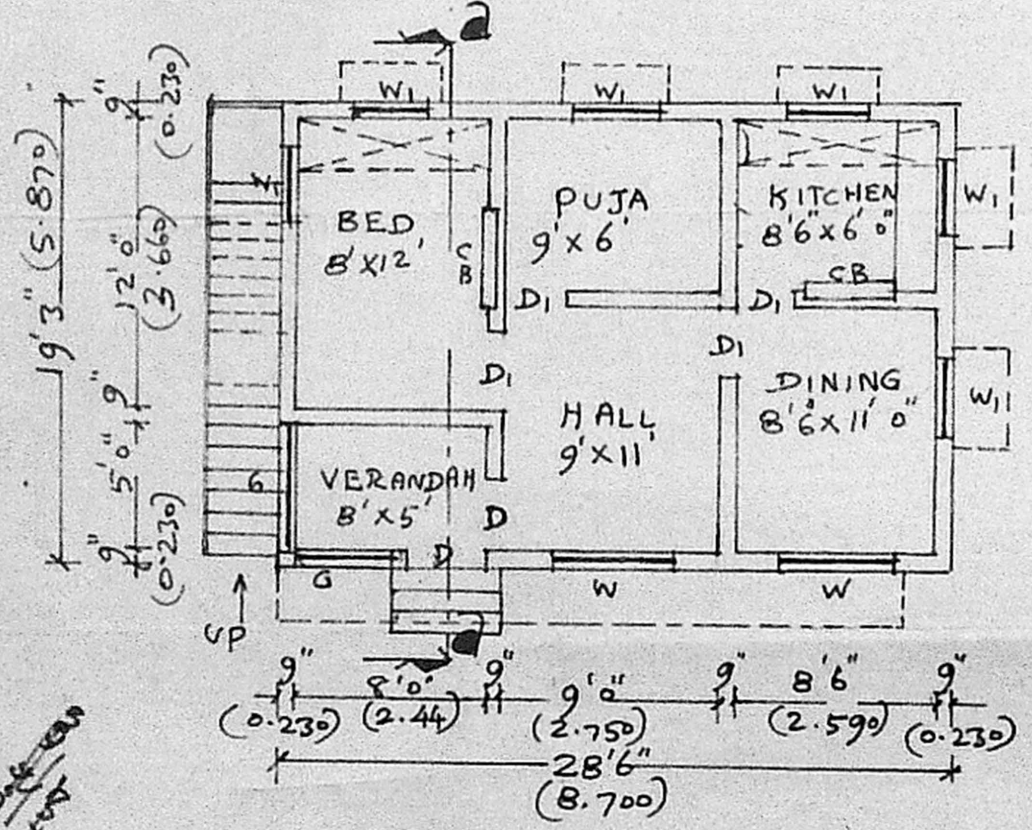 a
W1
W1
W1
9"
(0.230)
19'3" (5.870)
12'0"
(3.660)
9"
5'0"
9"
(0.230)
BED
8'X12'
CB
PUJA
9'X6'
KITCHEN
8'6"X6'0"
CB
W1
D1
D1
D1
D1
HALL
9'X11'
DINING
8'6"X11'0"
W1
VERANDAH
8'X5'
G
D
D
G
W
W
UP
a
9"
8'0"
9"
9'0"
9"
8'6"
9"
(0.230)
(2.44)
(2.750)
(2.590)
(0.230)
28'6"
(8.700)